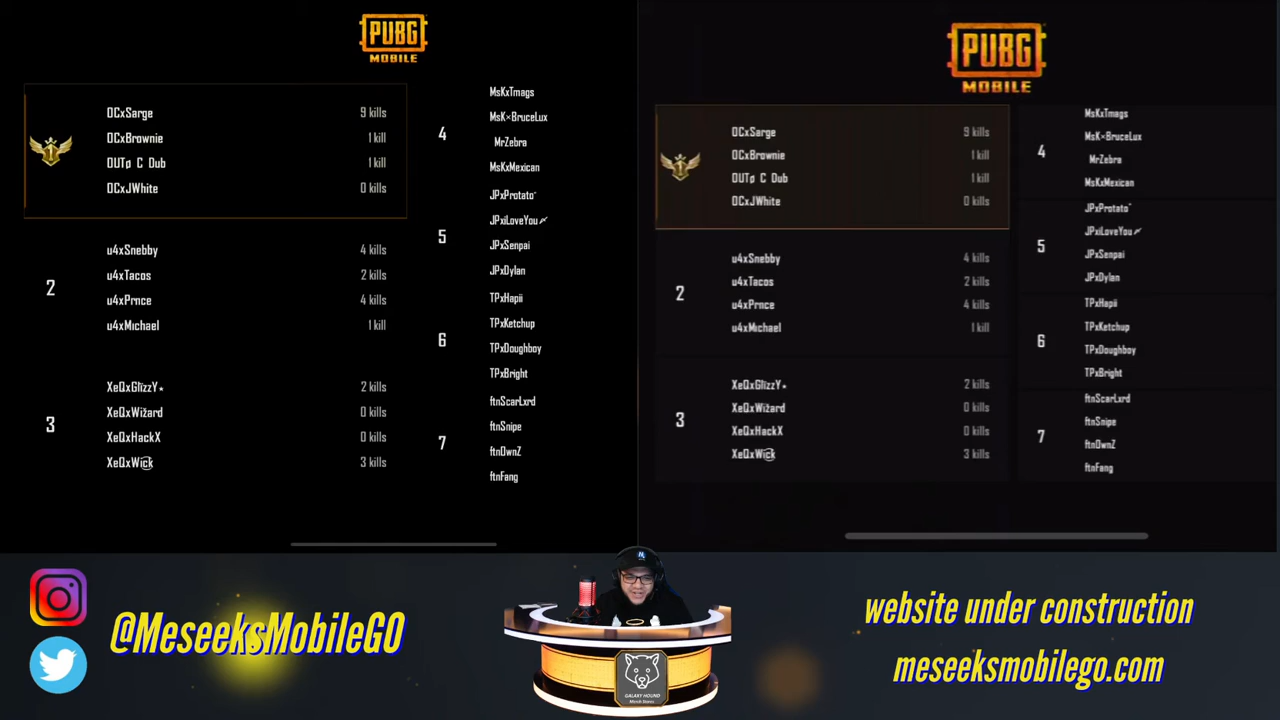 PUBG
MOBILE
OCxSarge 9 kills
OCxBrownie 1 kill
OUTø C Dub 1 kill
OCxJWhite 0 kills
2
u4xSnebby 4 kills
u4xTacos 2 kills
u4xPrnce 4 kills
u4xMichael 1 kill
3
XeQxGlizzY⋆ 2 kills
XeQxWižard 0 kills
XeQxHackX 0 kills
XeQxWick 3 kills
4
MsKxTmags
MsK×BruceLux
MrZebra
MsKxMexican
5
JPxProtato
JPxiLoveYou
JPxSenpai
JPxDylan
6
TPxHapii
TPxKetchup
TPxDoughboy
TPxBright
7
ftnScarLxrd
ftnSnipe
ftnOwnZ
ftnFang
PUBG
MOBILE
OCxSarge 9 kills
OCxBrownie 1 kill
OUTø C Dub 1 kill
OCxJWhite 0 kills
2
u4xSnebby 4 kills
u4xTacos 2 kills
u4xPrnce 4 kills
u4xMichael 1 kill
3
XeQxGlizzY⋆ 2 kills
XeQxWižard 0 kills
XeQxHackX 0 kills
XeQxWick 3 kills
4
MsKxTmags
MsK×BruceLux
MrZebra
MsKxMexican
5
JPxProtato
JPxiLoveYou
JPxSenpai
JPxDylan
6
TPxHapii
TPxKetchup
TPxDoughboy
TPxBright
7
ftnScarLxrd
ftnSnipe
ftnOwnZ
ftnFang
@MeseeksMobileGO
GALAXY HOUND
website under construction
meseeksmobilego.com